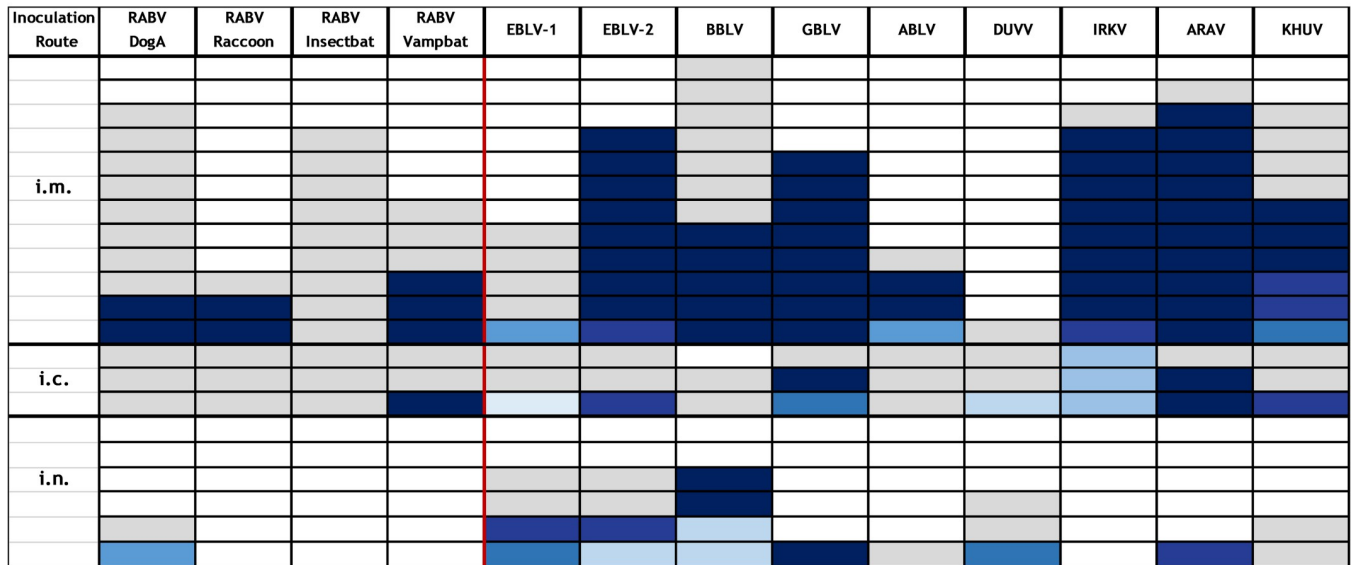 Inoculation Route RABV DogA RABV Raccoon RABV Insectbat RABV Vampbat EBLV-1 EBLV-2 BBLV GBLV ABLV DUVV IRKV ARAV KHUV
i.m.
i.c.
i.n.